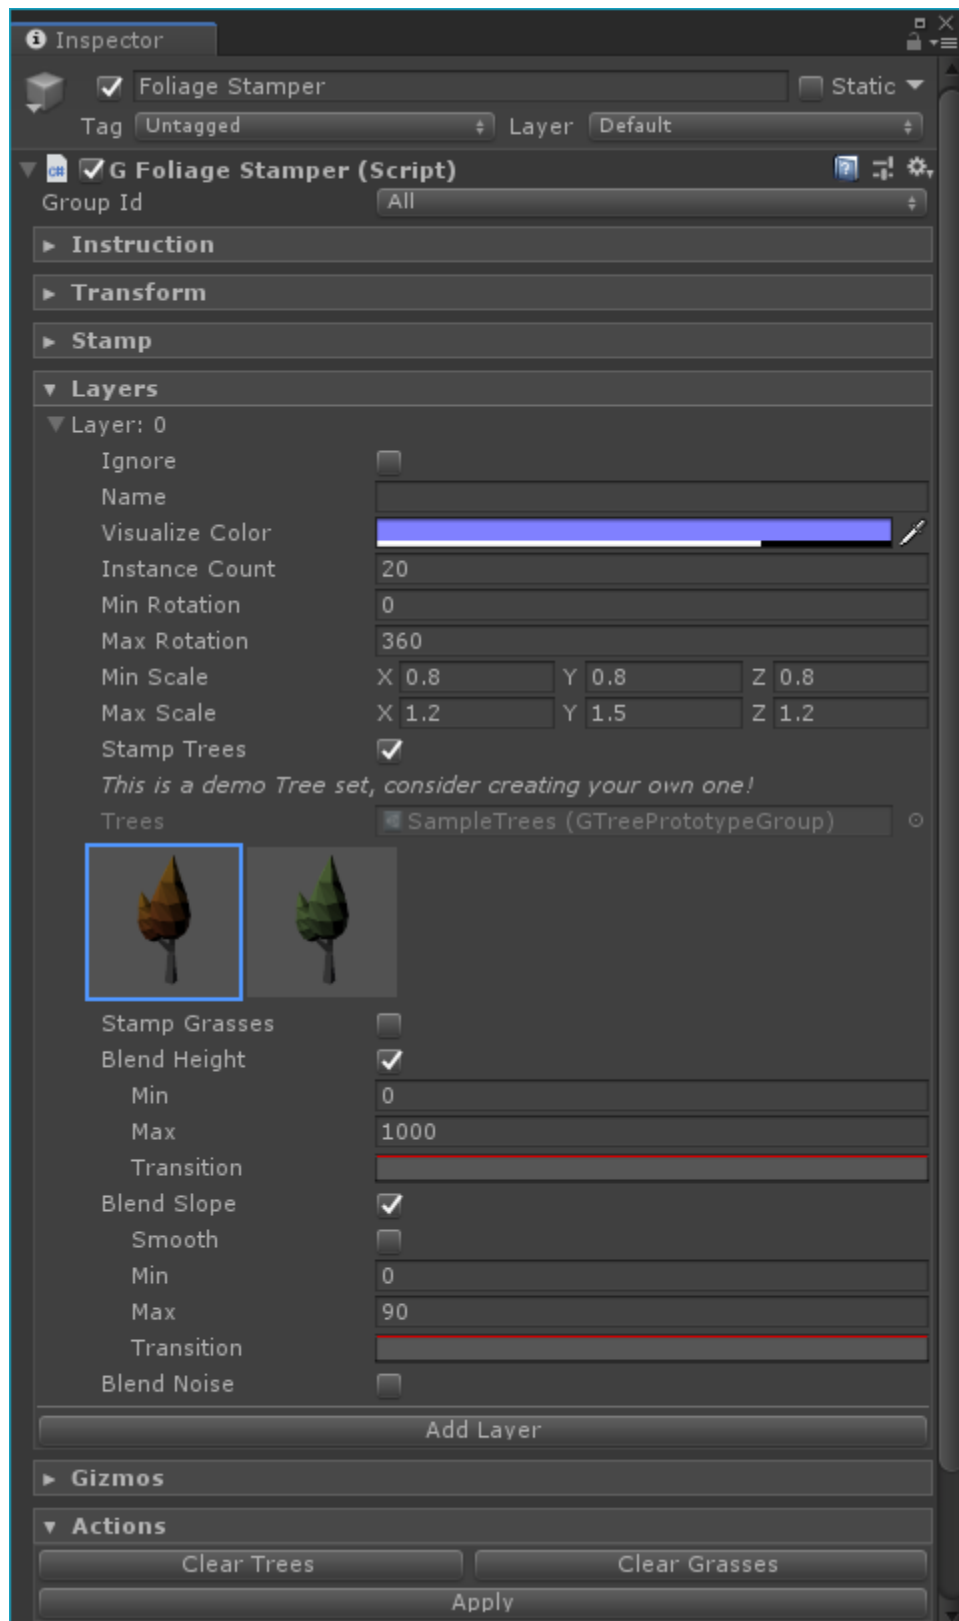 Inspector
Foliage Stamper Static
Tag Untagged Layer Default
G Foliage Stamper (Script)
Group Id All
Instruction
Transform
Stamp
Layers
Layer: 0
Ignore
Name
Visualize Color
Instance Count 20
Min Rotation 0
Max Rotation 360
Min Scale X 0.8 Y 0.8 Z 0.8
Max Scale X 1.2 Y 1.5 Z 1.2
Stamp Trees
This is a demo Tree set, consider creating your own one!
Trees SampleTrees (GTreePrototypeGroup)
Stamp Grasses
Blend Height
Min 0
Max 1000
Transition
Blend Slope
Smooth
Min 0
Max 90
Transition
Blend Noise
Add Layer
Gizmos
Actions
Clear Trees Clear Grasses
Apply